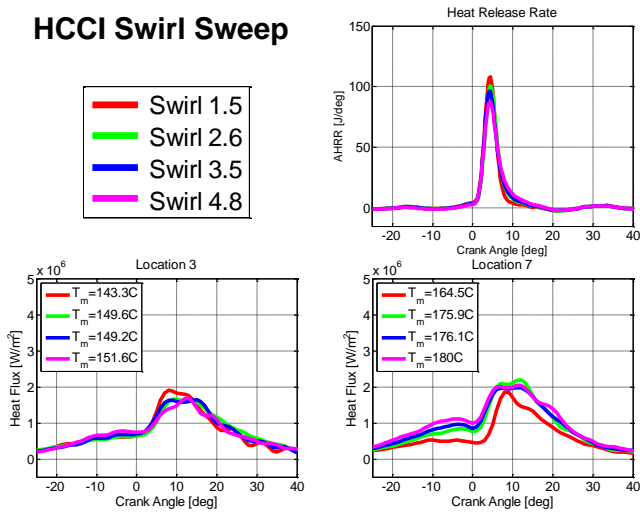 HCCI Swirl Sweep
Swirl 1.5
Swirl 2.6
Swirl 3.5
Swirl 4.8
Heat Release Rate
150
100
50
0
AHRR [J/deg]
-20 -10 0 10 20 30 40
Crank Angle [deg]
Location 3
x 10^6
5
4
3
2
1
0
Heat Flux [W/m²]
T_m=143.3C
T_m=149.6C
T_m=149.2C
T_m=151.6C
-20 -10 0 10 20 30 40
Crank Angle [deg]
Location 7
x 10^6
5
4
3
2
1
0
Heat Flux [W/m²]
T_m=164.5C
T_m=175.9C
T_m=176.1C
T_m=180C
-20 -10 0 10 20 30 40
Crank Angle [deg]